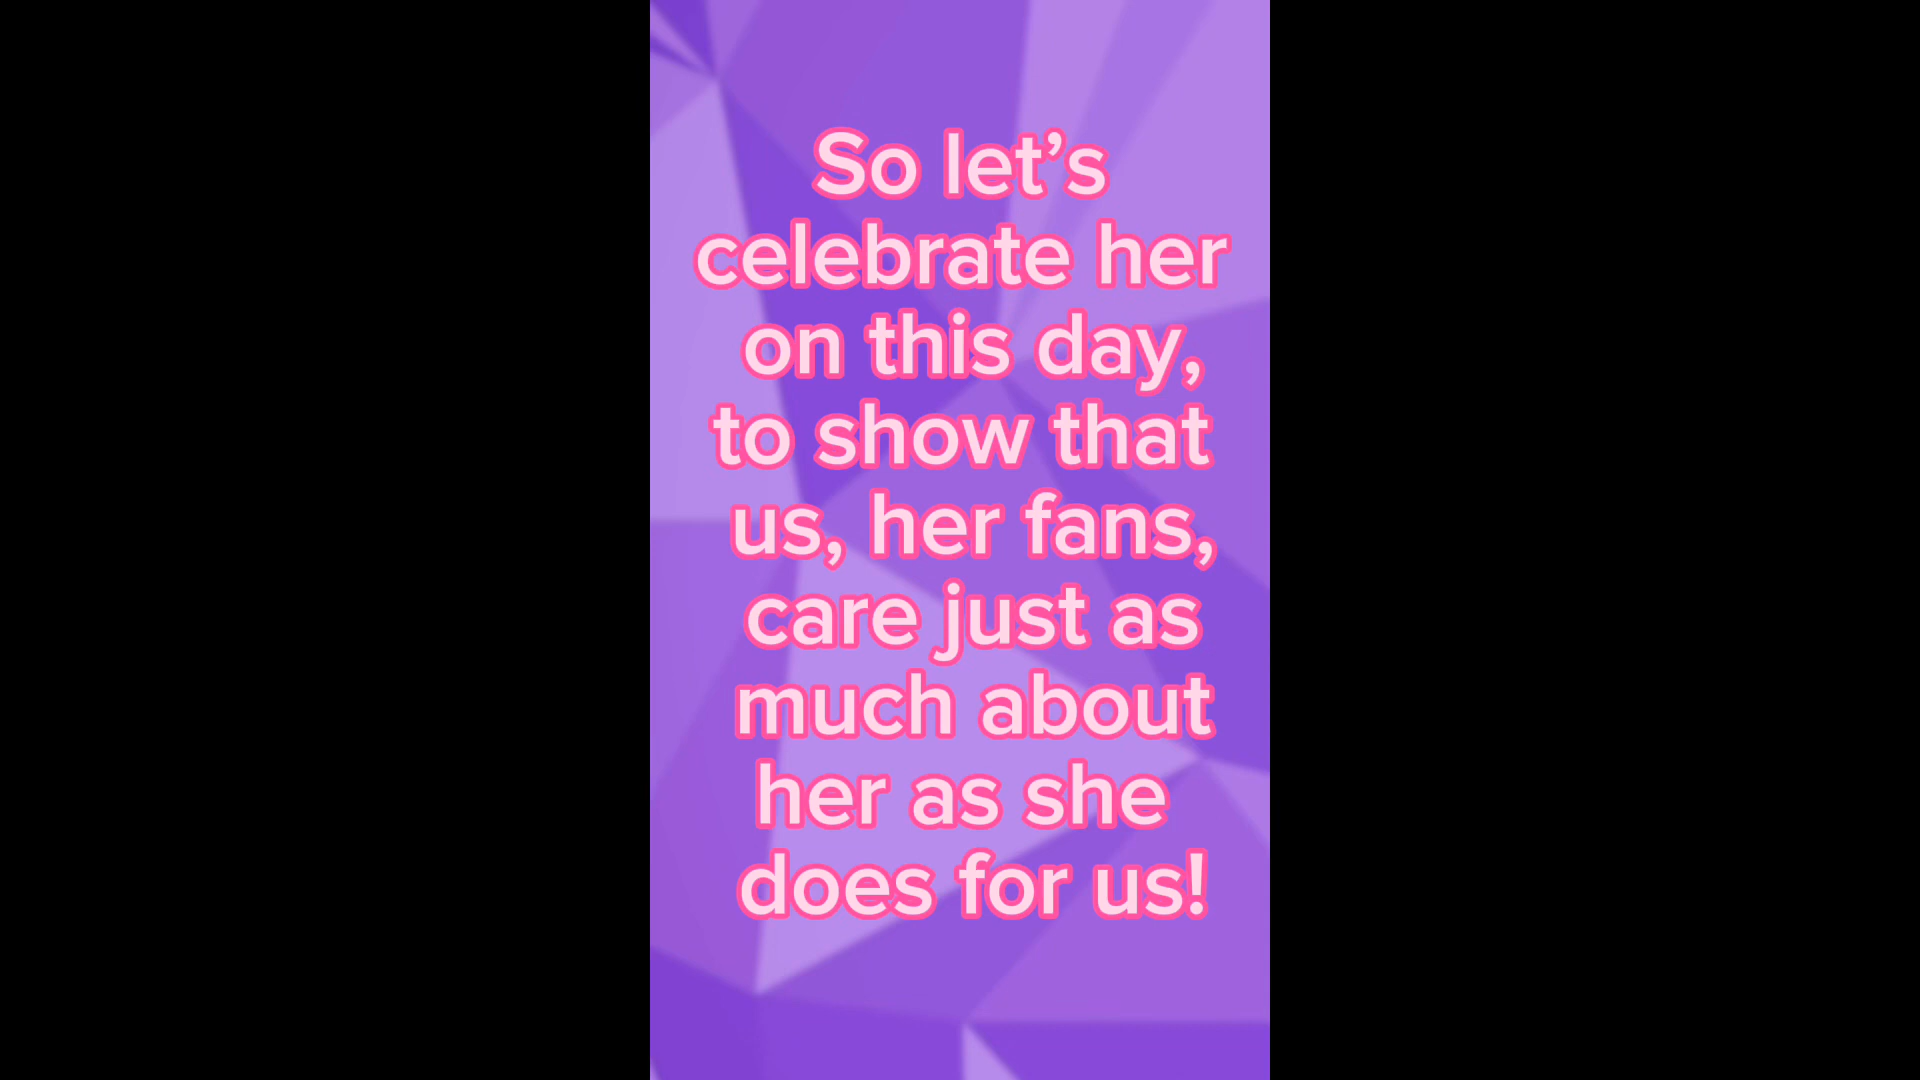 So let’s
celebrate her
on this day,
to show that
us, her fans,
care just as
much about
her as she
does for us!